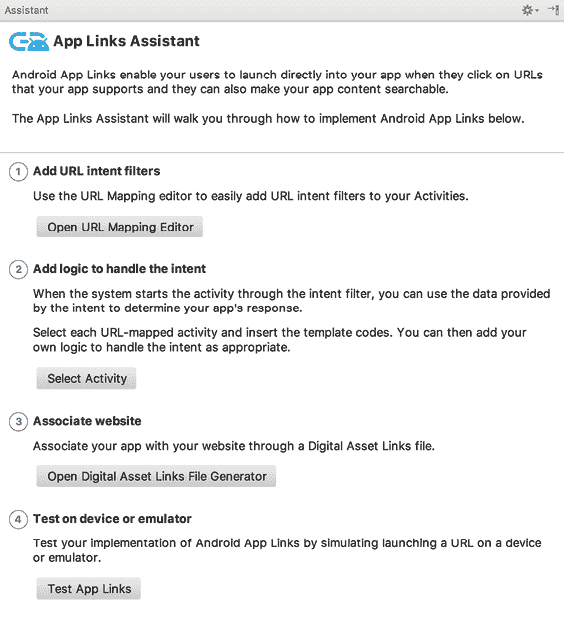 Assistant
App Links Assistant
Android App Links enable your users to launch directly into your app when they click on URLs
that your app supports and they can also make your app content searchable.
The App Links Assistant will walk you through how to implement Android App Links below.
1 Add URL intent filters
Use the URL Mapping editor to easily add URL intent filters to your Activities.
Open URL Mapping Editor
2 Add logic to handle the intent
When the system starts the activity through the intent filter, you can use the data provided
by the intent to determine your app's response.
Select each URL-mapped activity and insert the template codes. You can then add your
own logic to handle the intent as appropriate.
Select Activity
3 Associate website
Associate your app with your website through a Digital Asset Links file.
Open Digital Asset Links File Generator
4 Test on device or emulator
Test your implementation of Android App Links by simulating launching a URL on a device
or emulator.
Test App Links